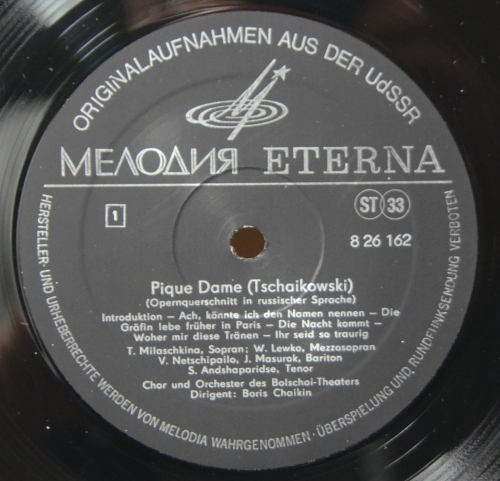 ORIGINALAUFNAHMEN AUS DER UdSSR
МЕЛОДИЯ ETERNA
1
ST 33
8 26 162
Pique Dame (Tschaikowski)
(Opernquerschnitt in russischer Sprache)
Introduktion – Ach, könnte ich den Namen nennen – Die
Gräfin lebe früher in Paris – Die Nacht kommt –
Woher mir diese Tränen – Ihr seid so traurig
T. Milaschkina, Sopran; W. Lewko, Mezzosopran
V. Netschipailo, J. Masurok, Bariton
S. Andshaparidse, Tenor
Chor und Orchester des Bolschoi-Theaters
Dirigent: Boris Chaikin
HERSTELLER- UND URHEBERRECHTE WERDEN VON MELODIA WAHRGENOMMEN · ÜBERSPIELUNG UND RUNDFUNKSENDUNG VERBOTEN